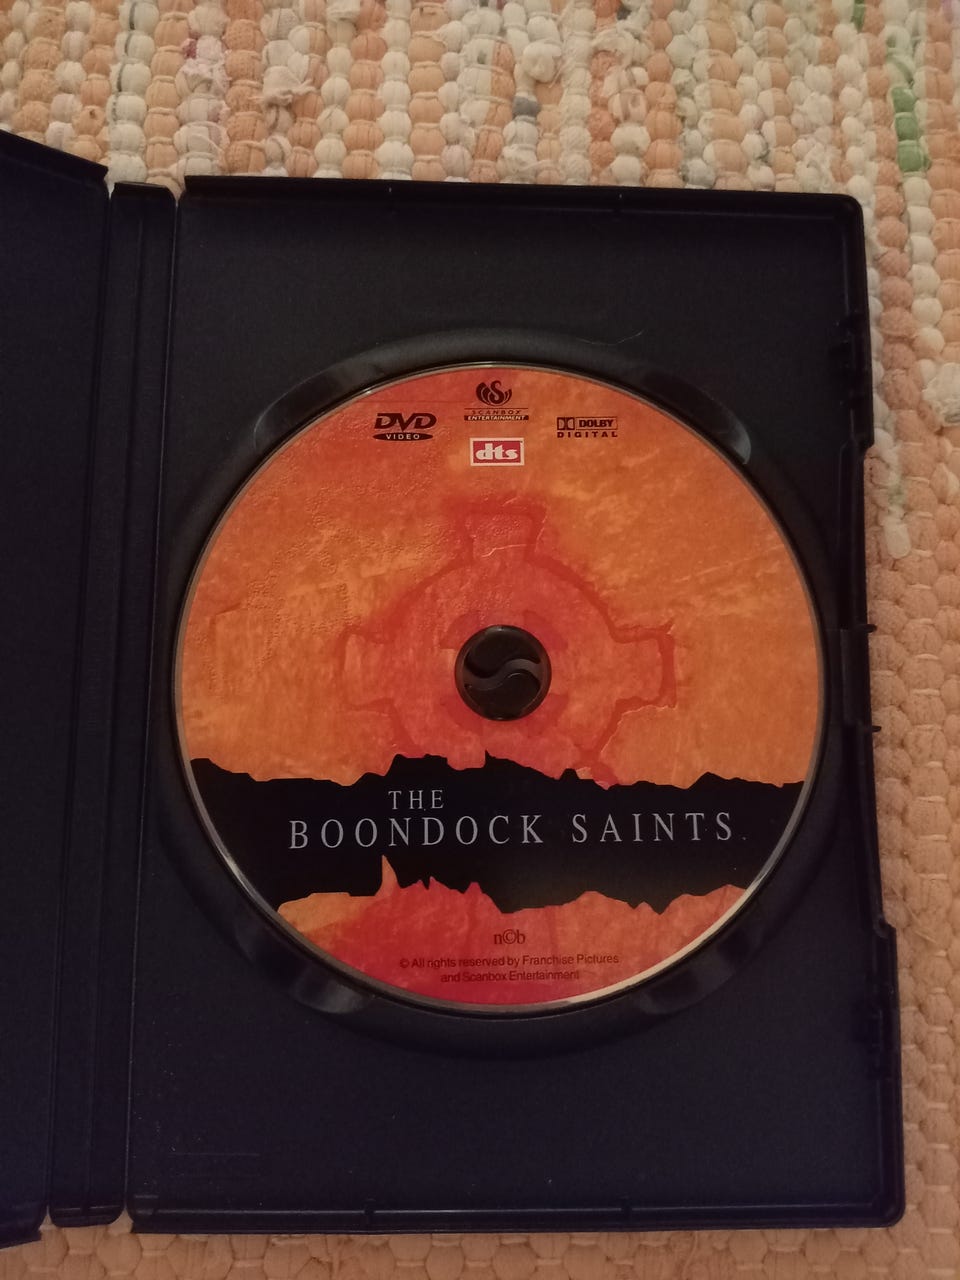 DVD
VIDEO
SCANBOX
ENTERTAINMENT
DOLBY
DIGITAL
dts
THE
BOONDOCK SAINTS
n©b
© All rights reserved by Franchise Pictures
and Scanbox Entertainment